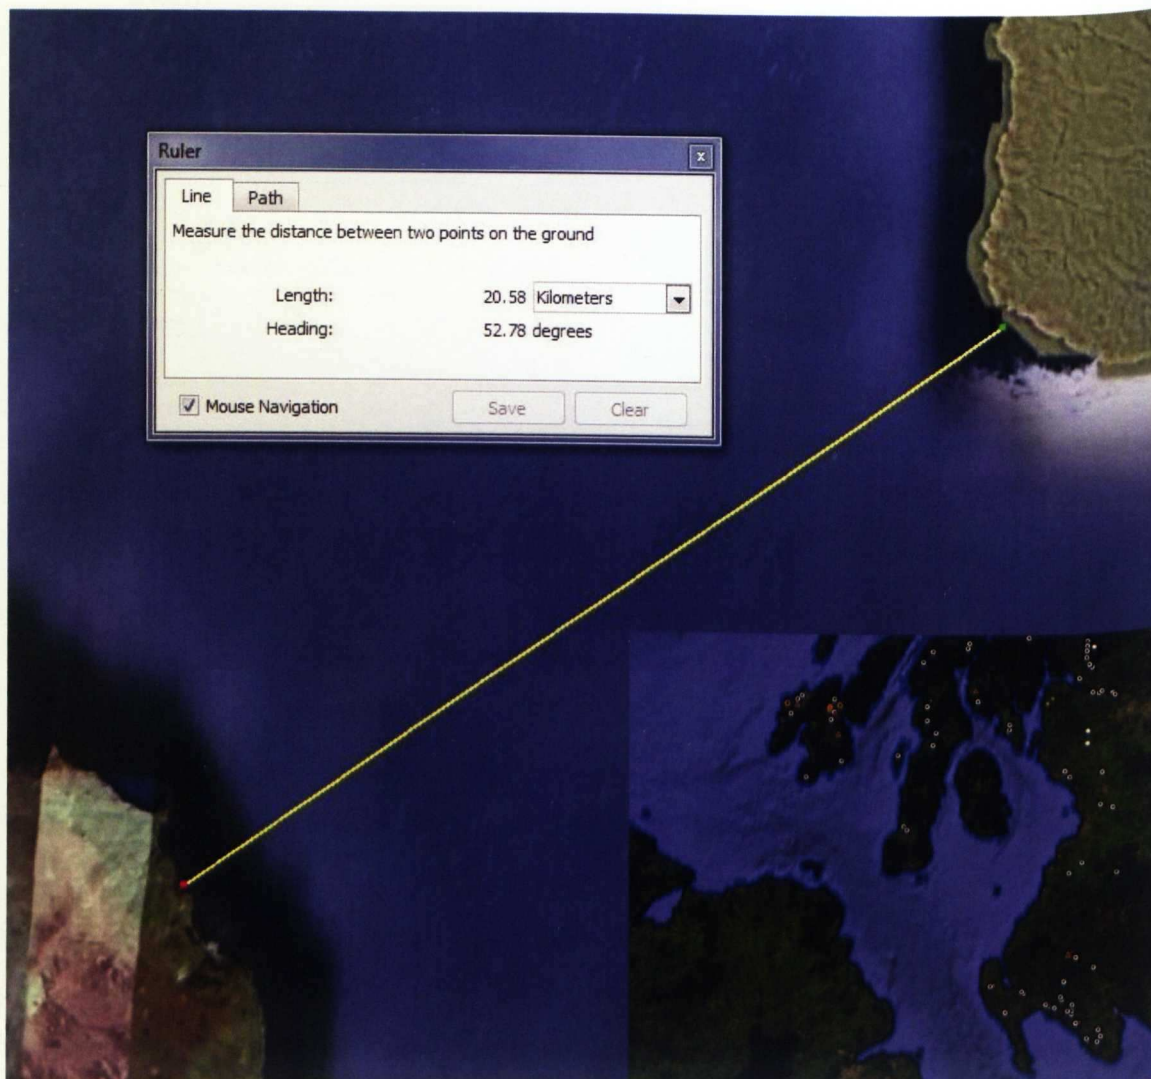 Ruler
Line Path
Measure the distance between two points on the ground
Length: 20.58 Kilometers
Heading: 52.78 degrees
Mouse Navigation Save Clear